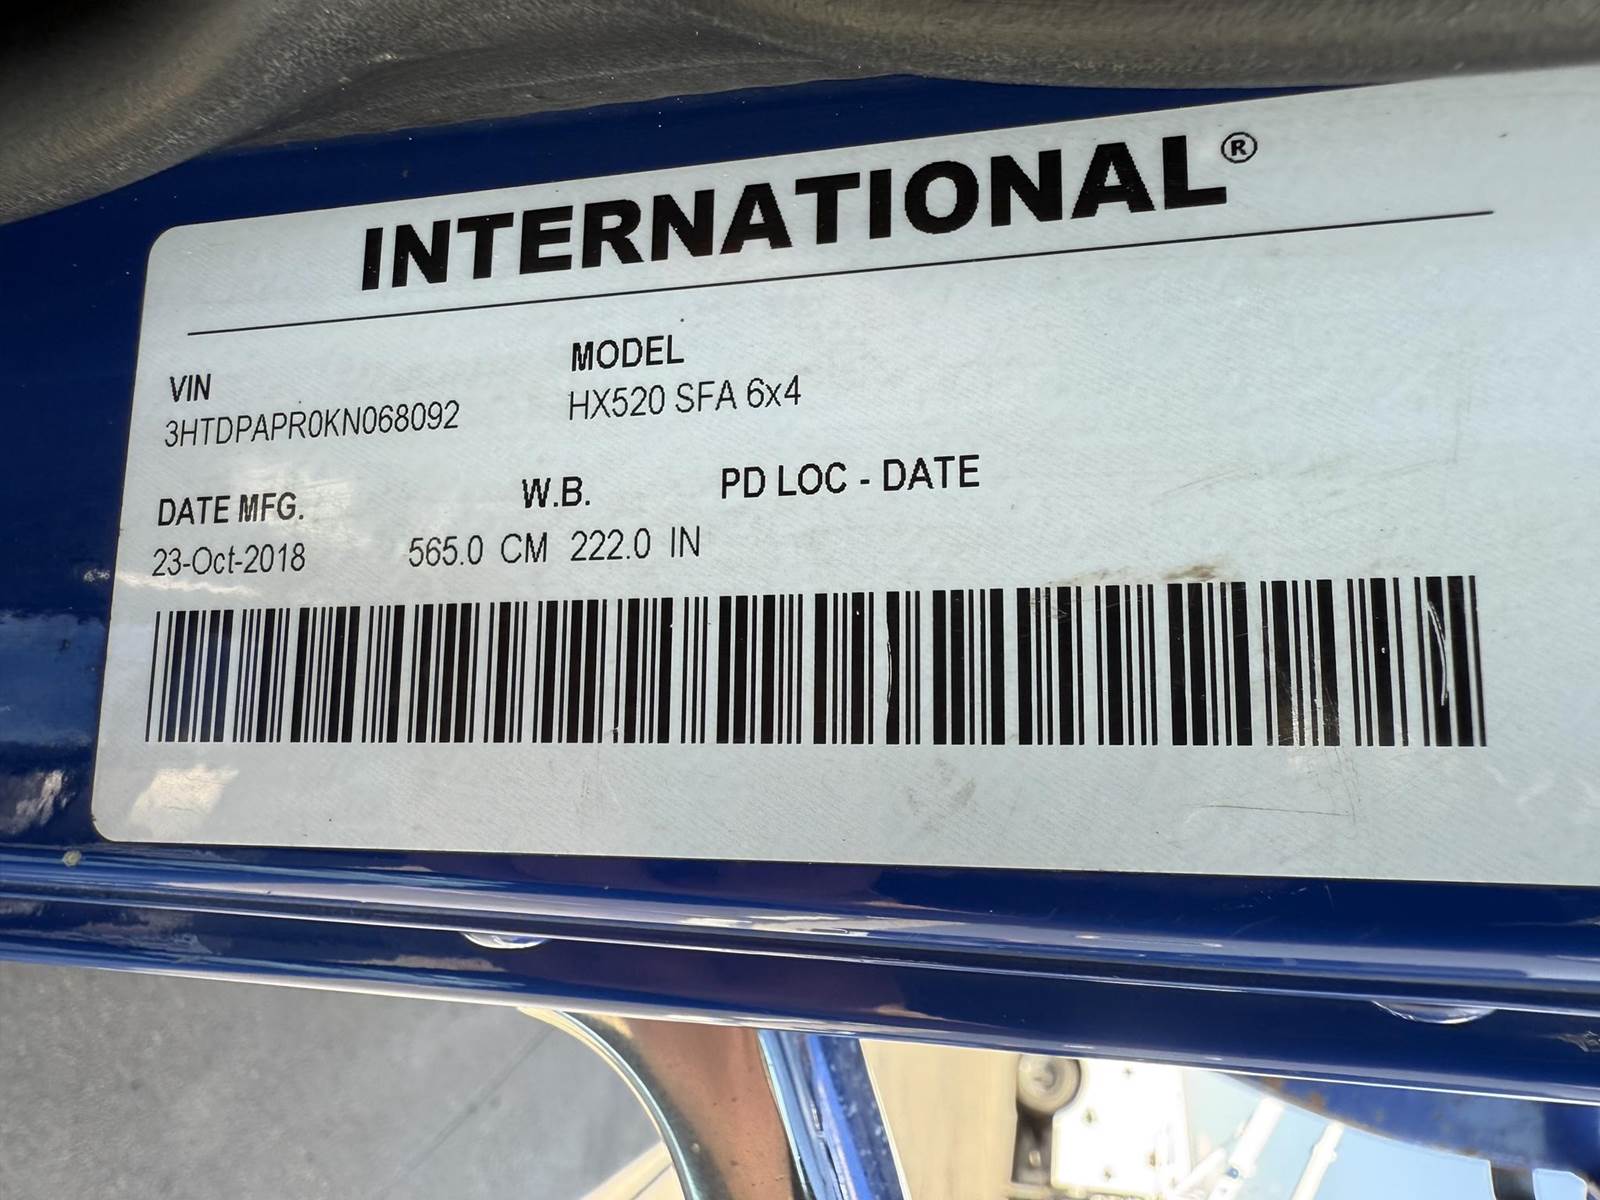 INTERNATIONAL®
VIN MODEL
3HTDPAPR0KN068092 HX520 SFA 6x4
DATE MFG. W.B. PD LOC - DATE
23-Oct-2018 565.0 CM 222.0 IN